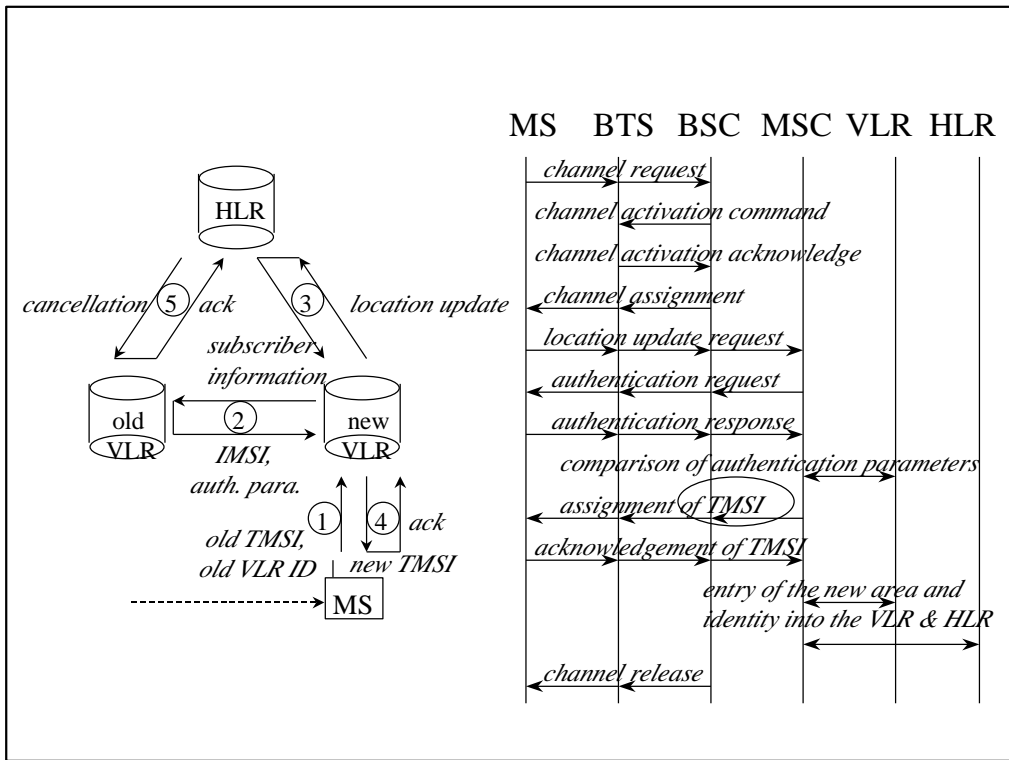 HLR
cancellation
5
ack
3
location update
subscriber
information
old
VLR
2
new
VLR
IMSI,
auth. para.
1
4
ack
old TMSI,
old VLR ID
new TMSI
MS
MS BTS BSC MSC VLR HLR
channel request
channel activation command
channel activation acknowledge
channel assignment
location update request
authentication request
authentication response
comparison of authentication parameters
assignment of TMSI
acknowledgement of TMSI
entry of the new area and
identity into the VLR & HLR
channel release